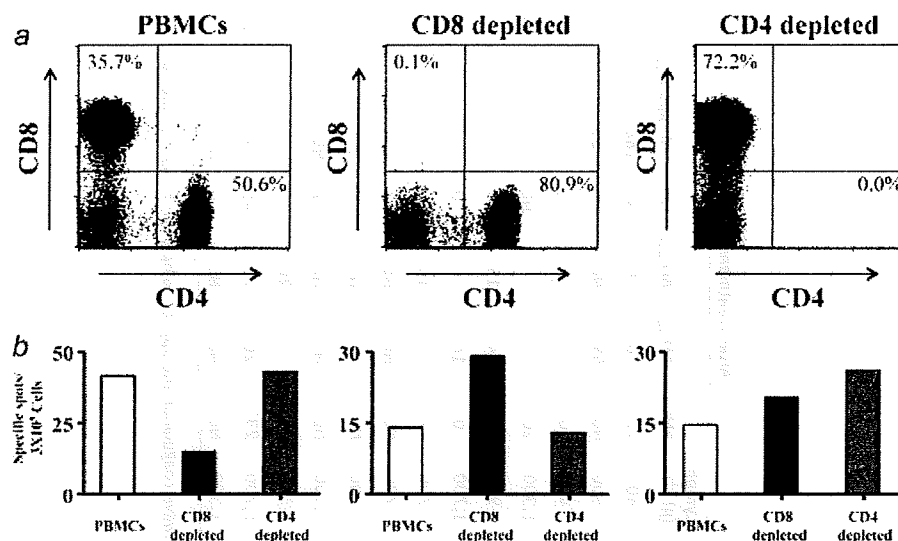 a
PBMCs
CD8 depleted
CD4 depleted
35.7%
50,6%
0.1%
80,9%
72.2%
0,0%
CD8
CD8
CD8
CD4
CD4
CD4
b
Specific spots/
50
25
0
PBMCs
CD8
depleted
CD4
depleted
30
15
0
PBMCs
CD8
depleted
CD4
depleted
30
15
0
PBMCs
CD8
depleted
CD4
depleted